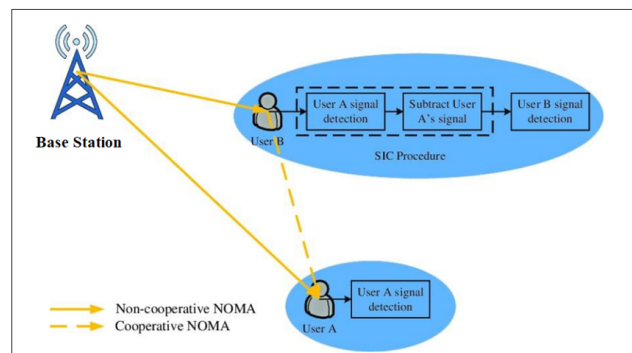 Base Station
User B
User A signal
detection
Subtract User
A's signal
User B signal
detection
SIC Procedure
User A
User A signal
detection
Non-cooperative NOMA
Cooperative NOMA